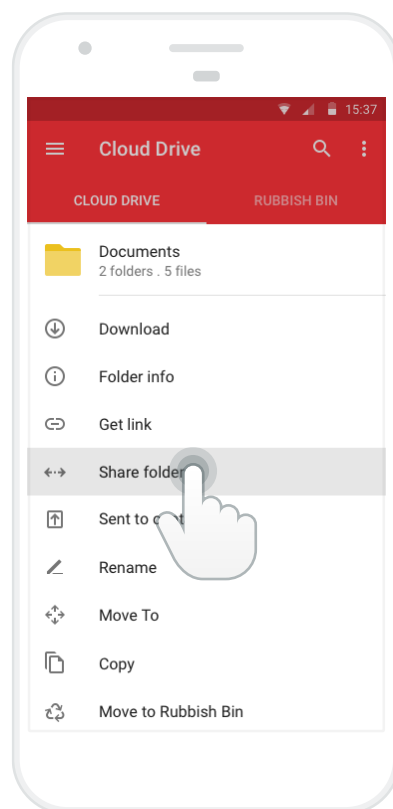 15:37
Cloud Drive
CLOUD DRIVE RUBBISH BIN
Documents
2 folders . 5 files
Download
Folder info
Get link
Share folder
Sent to
Rename
Move To
Copy
Move to Rubbish Bin